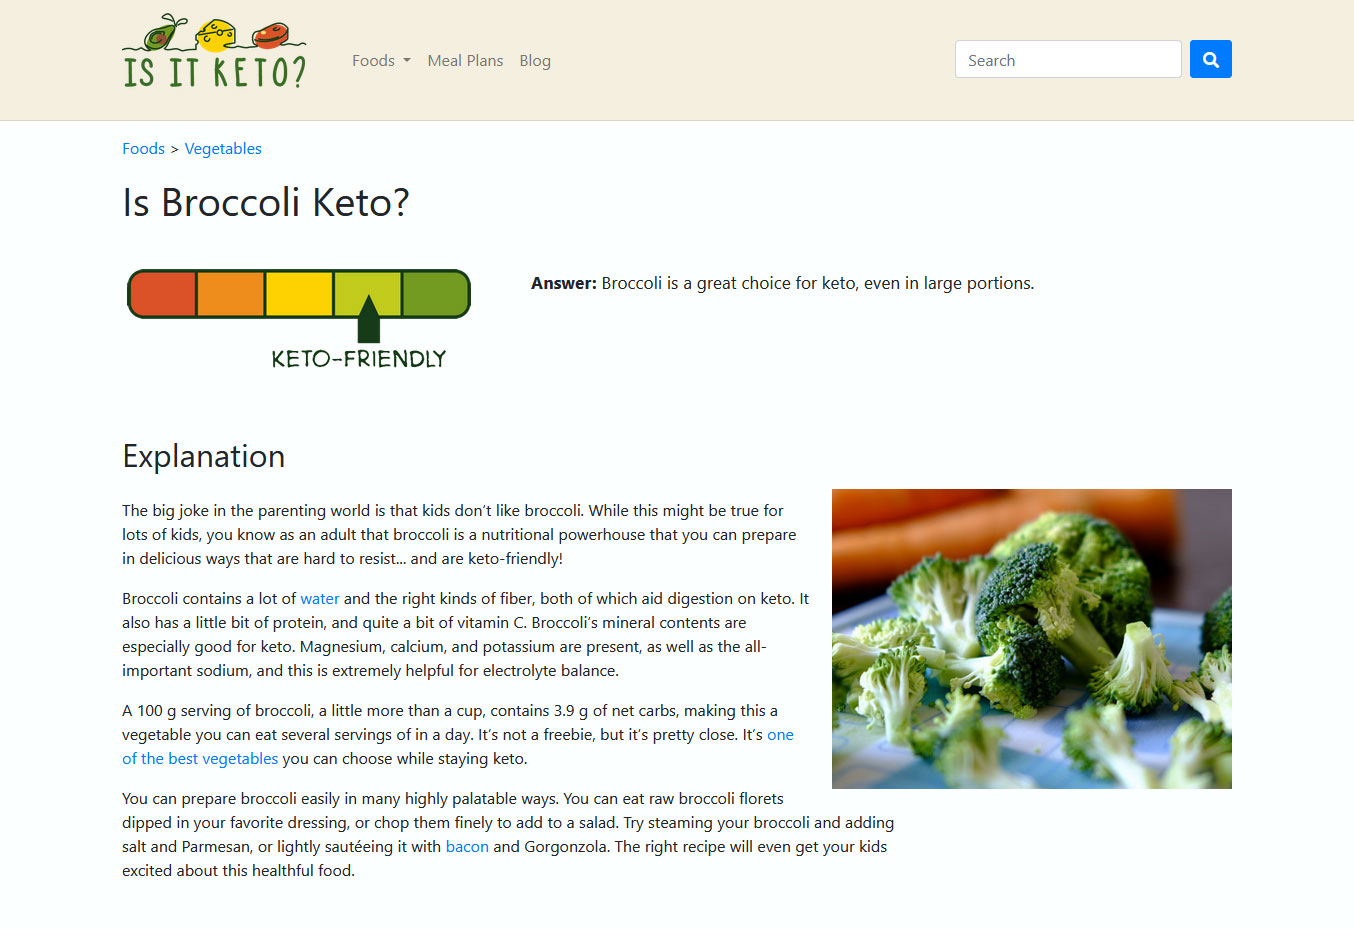 IS IT KETO?
Foods
Meal Plans
Blog
Search
Foods > Vegetables
Is Broccoli Keto?
KETO-FRIENDLY
Answer: Broccoli is a great choice for keto, even in large portions.
Explanation
The big joke in the parenting world is that kids don’t like broccoli. While this might be true for
lots of kids, you know as an adult that broccoli is a nutritional powerhouse that you can prepare
in delicious ways that are hard to resist... and are keto-friendly!
Broccoli contains a lot of water and the right kinds of fiber, both of which aid digestion on keto. It
also has a little bit of protein, and quite a bit of vitamin C. Broccoli’s mineral contents are
especially good for keto. Magnesium, calcium, and potassium are present, as well as the all-
important sodium, and this is extremely helpful for electrolyte balance.
A 100 g serving of broccoli, a little more than a cup, contains 3.9 g of net carbs, making this a
vegetable you can eat several servings of in a day. It’s not a freebie, but it’s pretty close. It’s one
of the best vegetables you can choose while staying keto.
You can prepare broccoli easily in many highly palatable ways. You can eat raw broccoli florets
dipped in your favorite dressing, or chop them finely to add to a salad. Try steaming your broccoli and adding
salt and Parmesan, or lightly sautéeing it with bacon and Gorgonzola. The right recipe will even get your kids
excited about this healthful food.